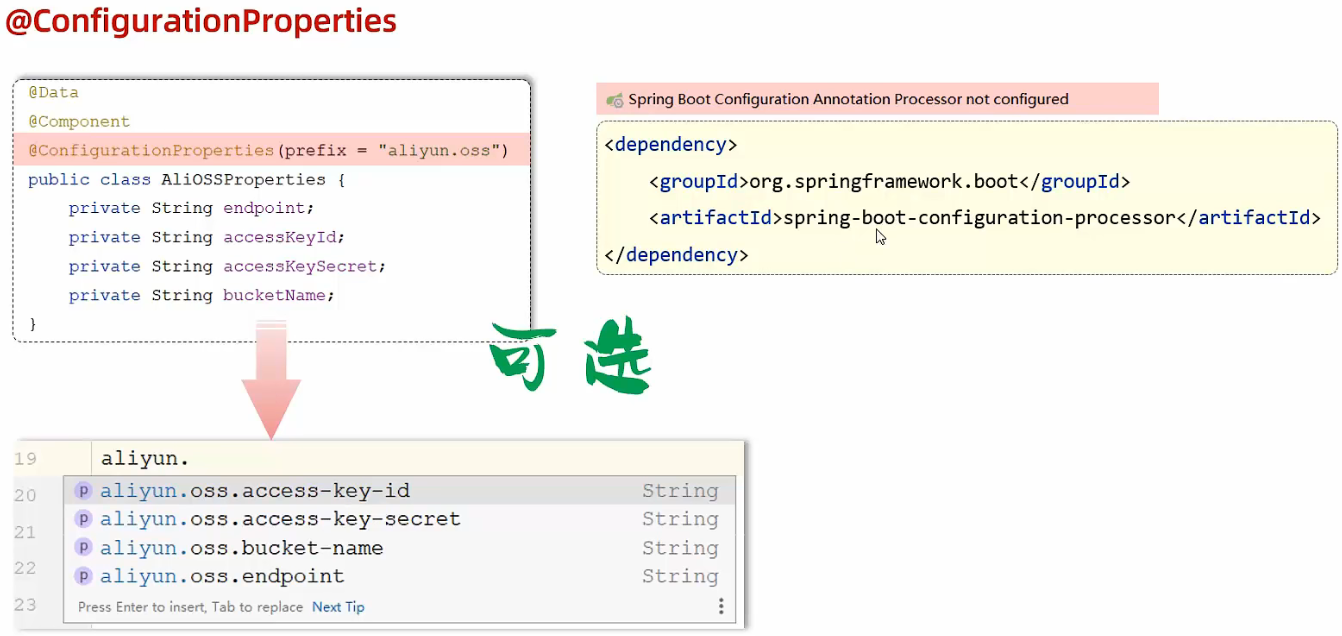 @ConfigurationProperties
@Data
@Component
@ConfigurationProperties(prefix = "aliyun.oss")
public class AliOSSProperties {
private String endpoint;
private String accessKeyId;
private String accessKeySecret;
private String bucketName;
}
Spring Boot Configuration Annotation Processor not configured
<dependency>
<groupId>org.springframework.boot</groupId>
<artifactId>spring-boot-configuration-processor</artifactId>
</dependency>
可选
19 aliyun.
20 p aliyun.oss.access-key-id String
p aliyun.oss.access-key-secret String
21
p aliyun.oss.bucket-name String
22 p aliyun.oss.endpoint String
23 Press Enter to insert, Tab to replace Next Tip